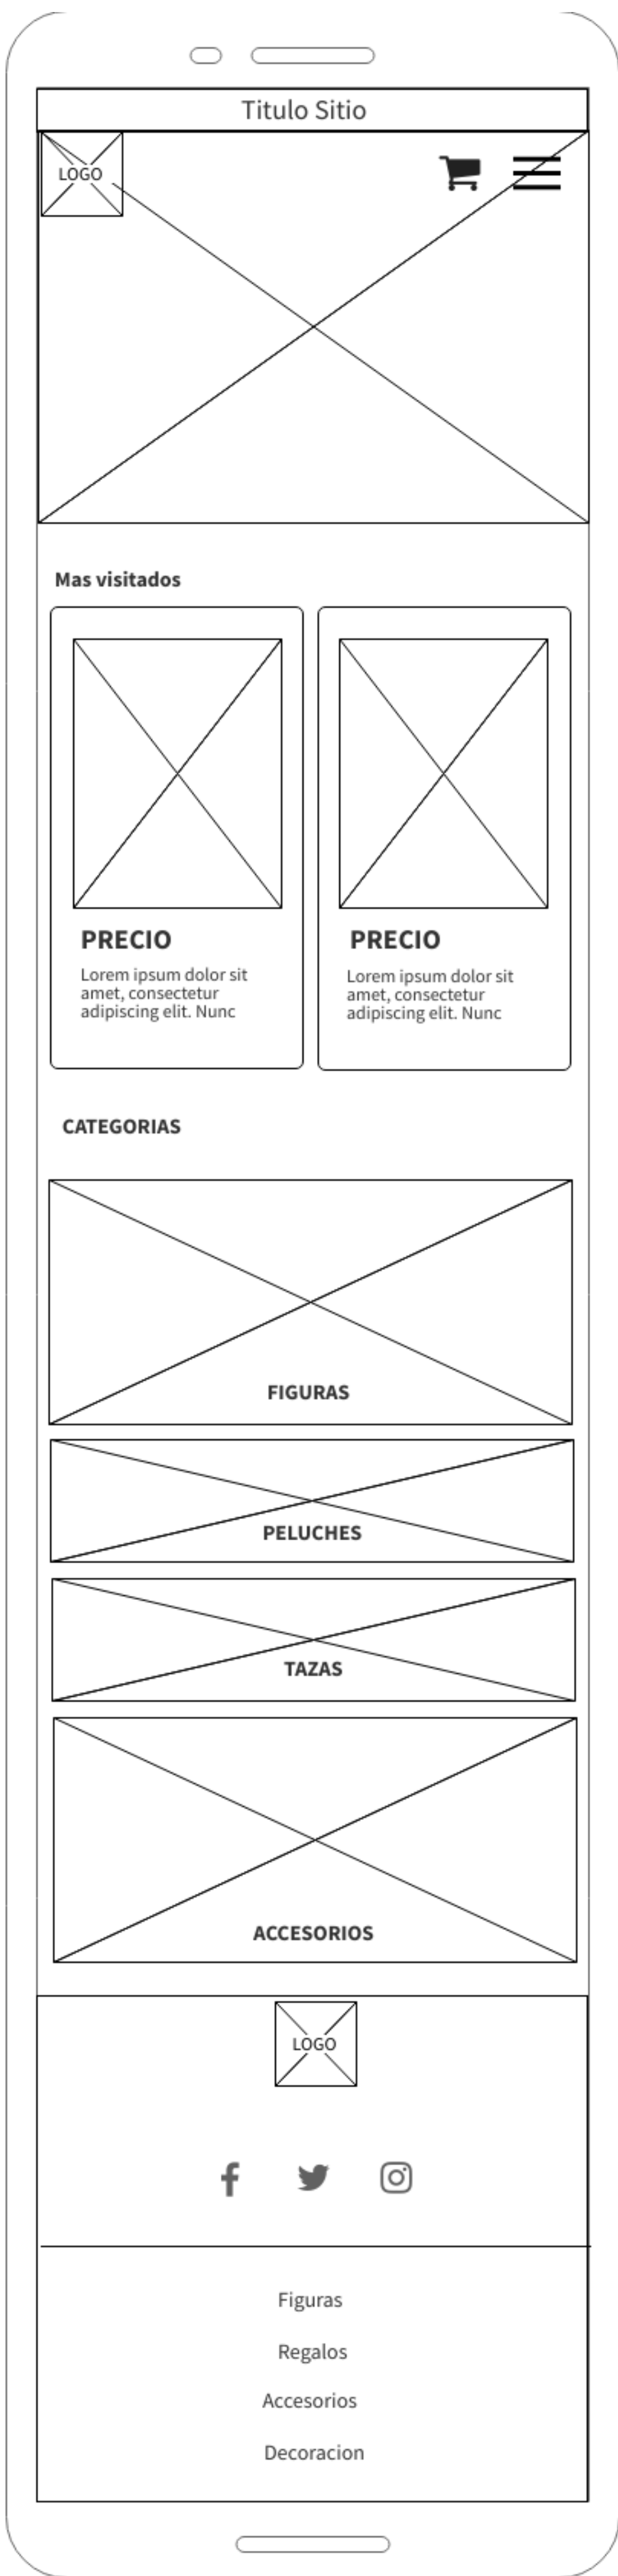 Titulo Sitio
LOGO
Mas visitados
PRECIO
Lorem ipsum dolor sit
amet, consectetur
adipiscing elit. Nunc
PRECIO
Lorem ipsum dolor sit
amet, consectetur
adipiscing elit. Nunc
CATEGORIAS
FIGURAS
PELUCHES
TAZAS
ACCESORIOS
LOGO
Figuras
Regalos
Accesorios
Decoracion